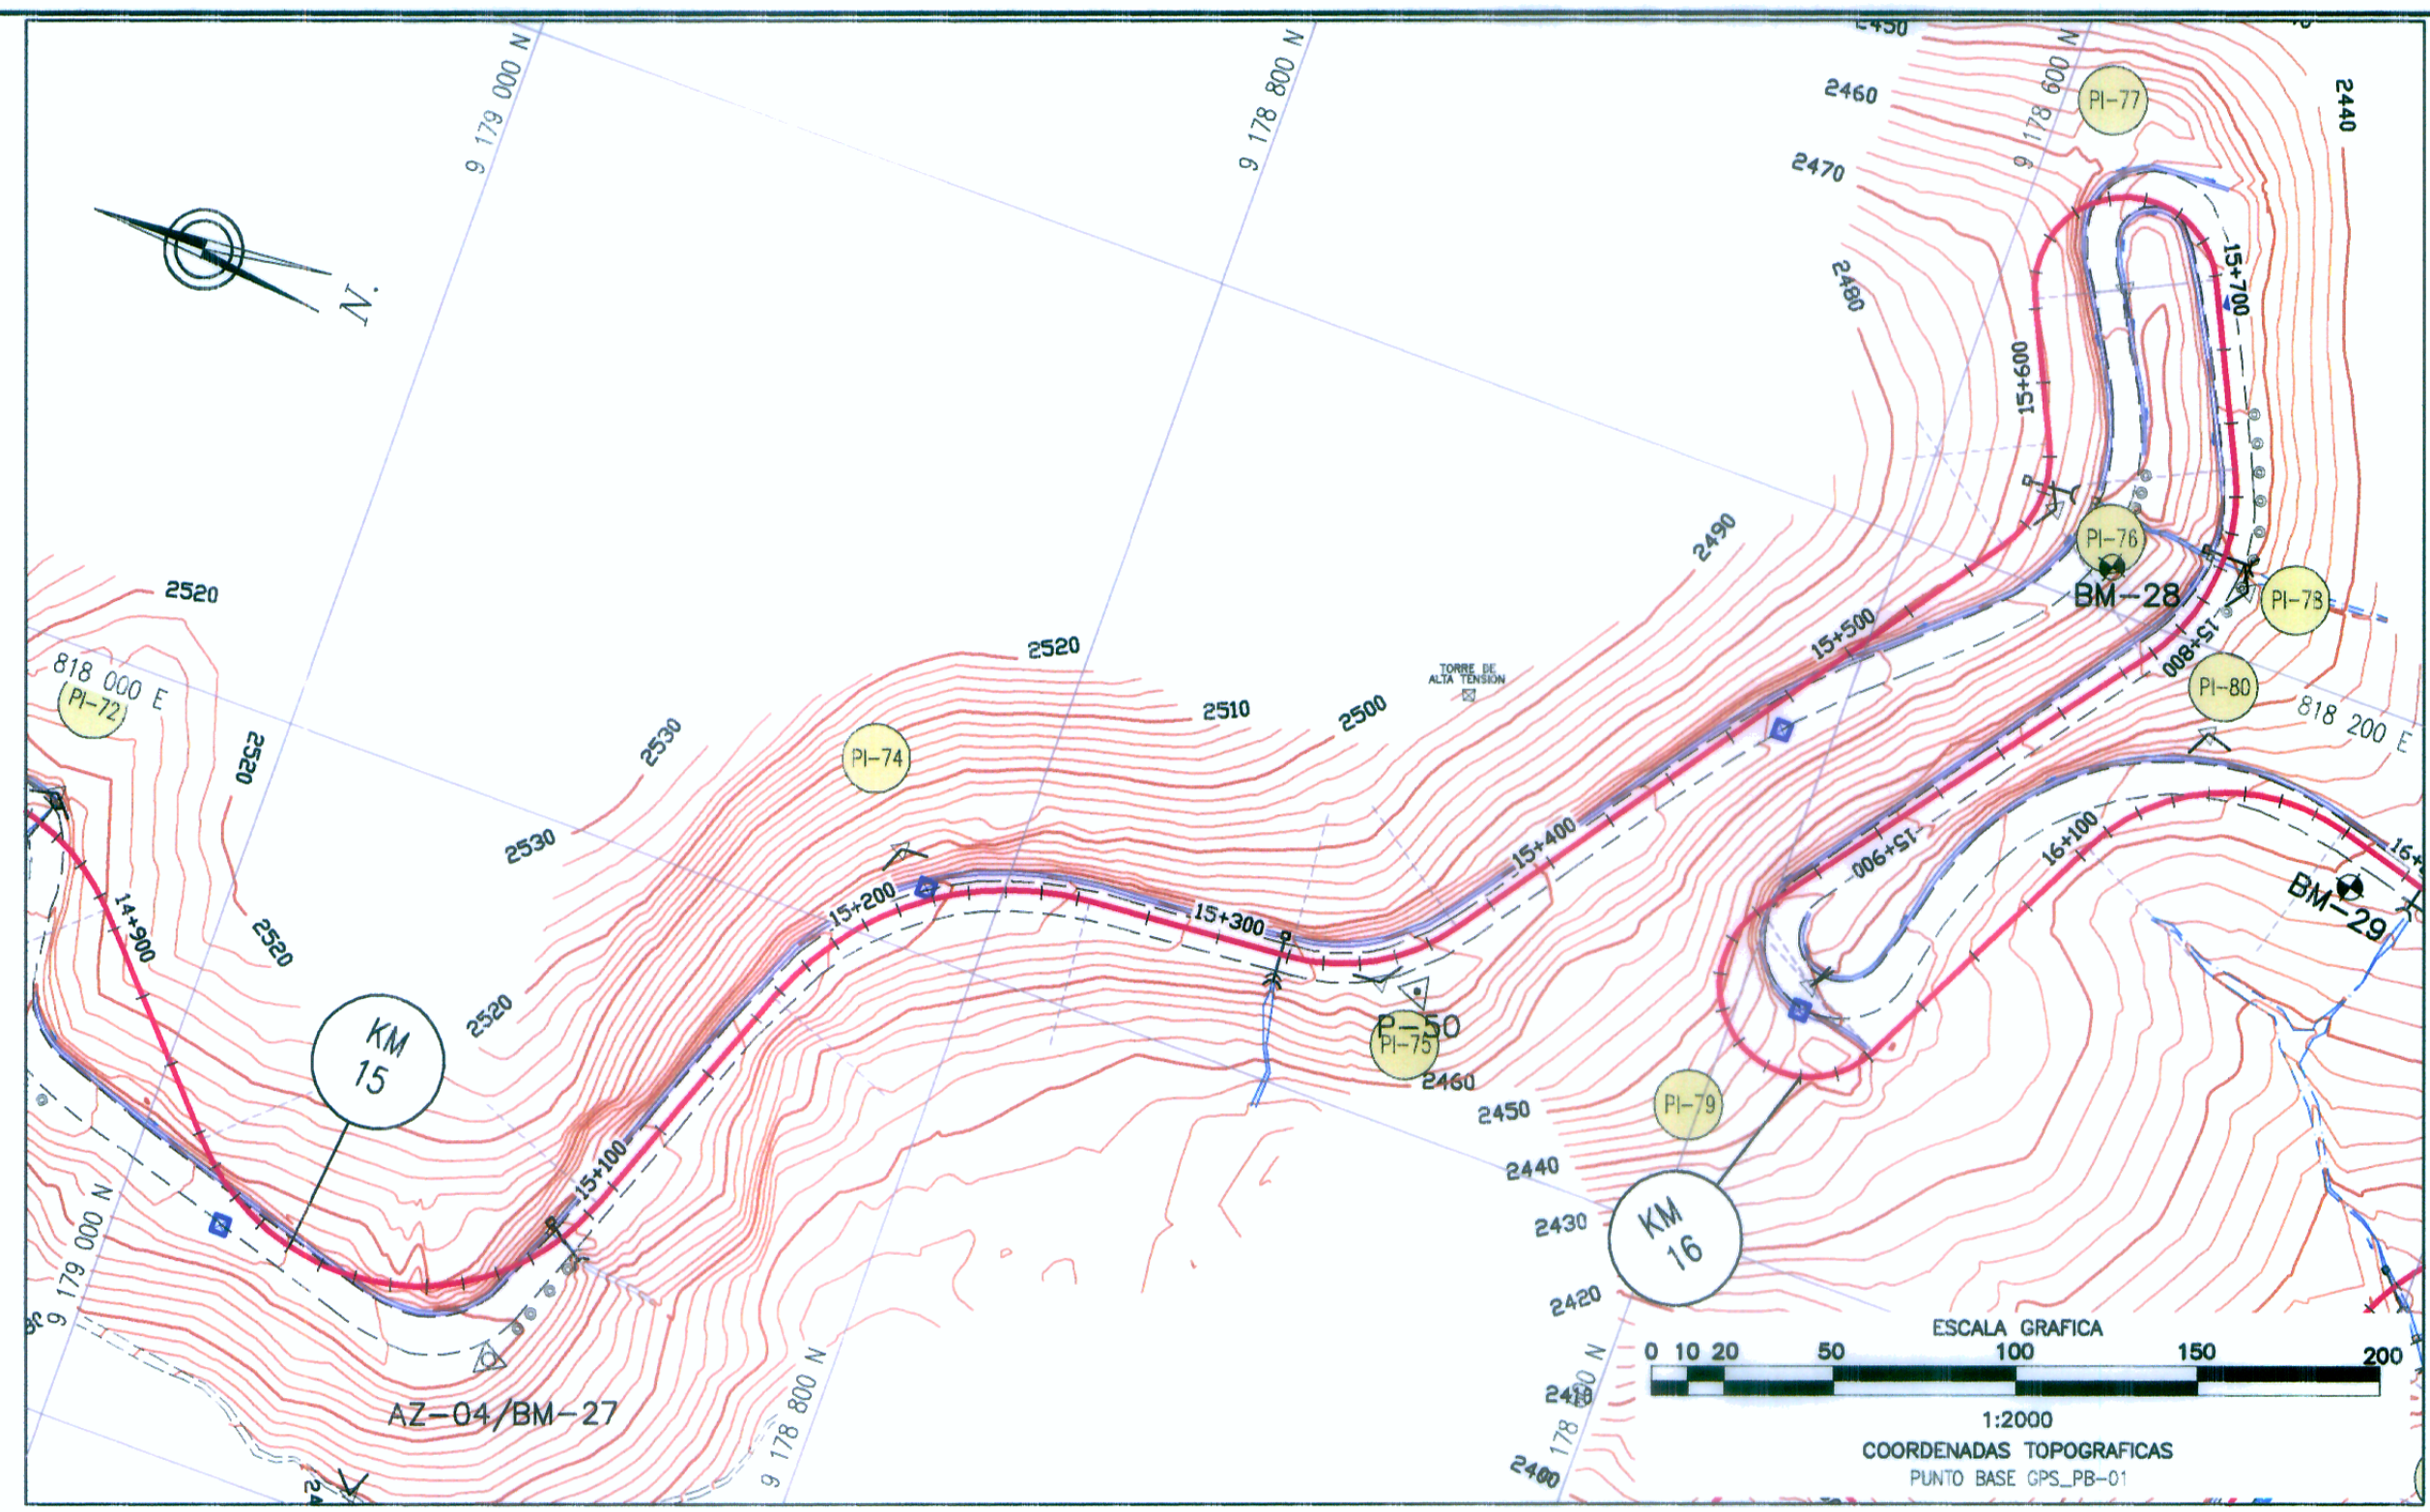 9 179 000 N
9 178 800 N
9 178 600 N
2450
2460
2470
2480
2440
PI-77
N.
15+700
15+600
PI-76
BM-28
PI-78
15+800
PI-80
818 200 E
2490
15+500
TORRE DE
ALTA TENSION
2520
818 000 E
PI-72
2520
2520
2530
2530
2520
PI-74
2520
2510
2500
14+900
KM
15
15+200
15+300
15+400
15+900
16+100
BM-29
P-50
PI-75
2460
2450
2440
2430
2420
2400
PI-79
KM
16
15+100
9 179 000 N
AZ-04/BM-27
9 178 800 N
ESCALA GRAFICA
0 10 20 50 100 150 200
1:2000
COORDENADAS TOPOGRAFICAS
PUNTO BASE GPS_PB-01